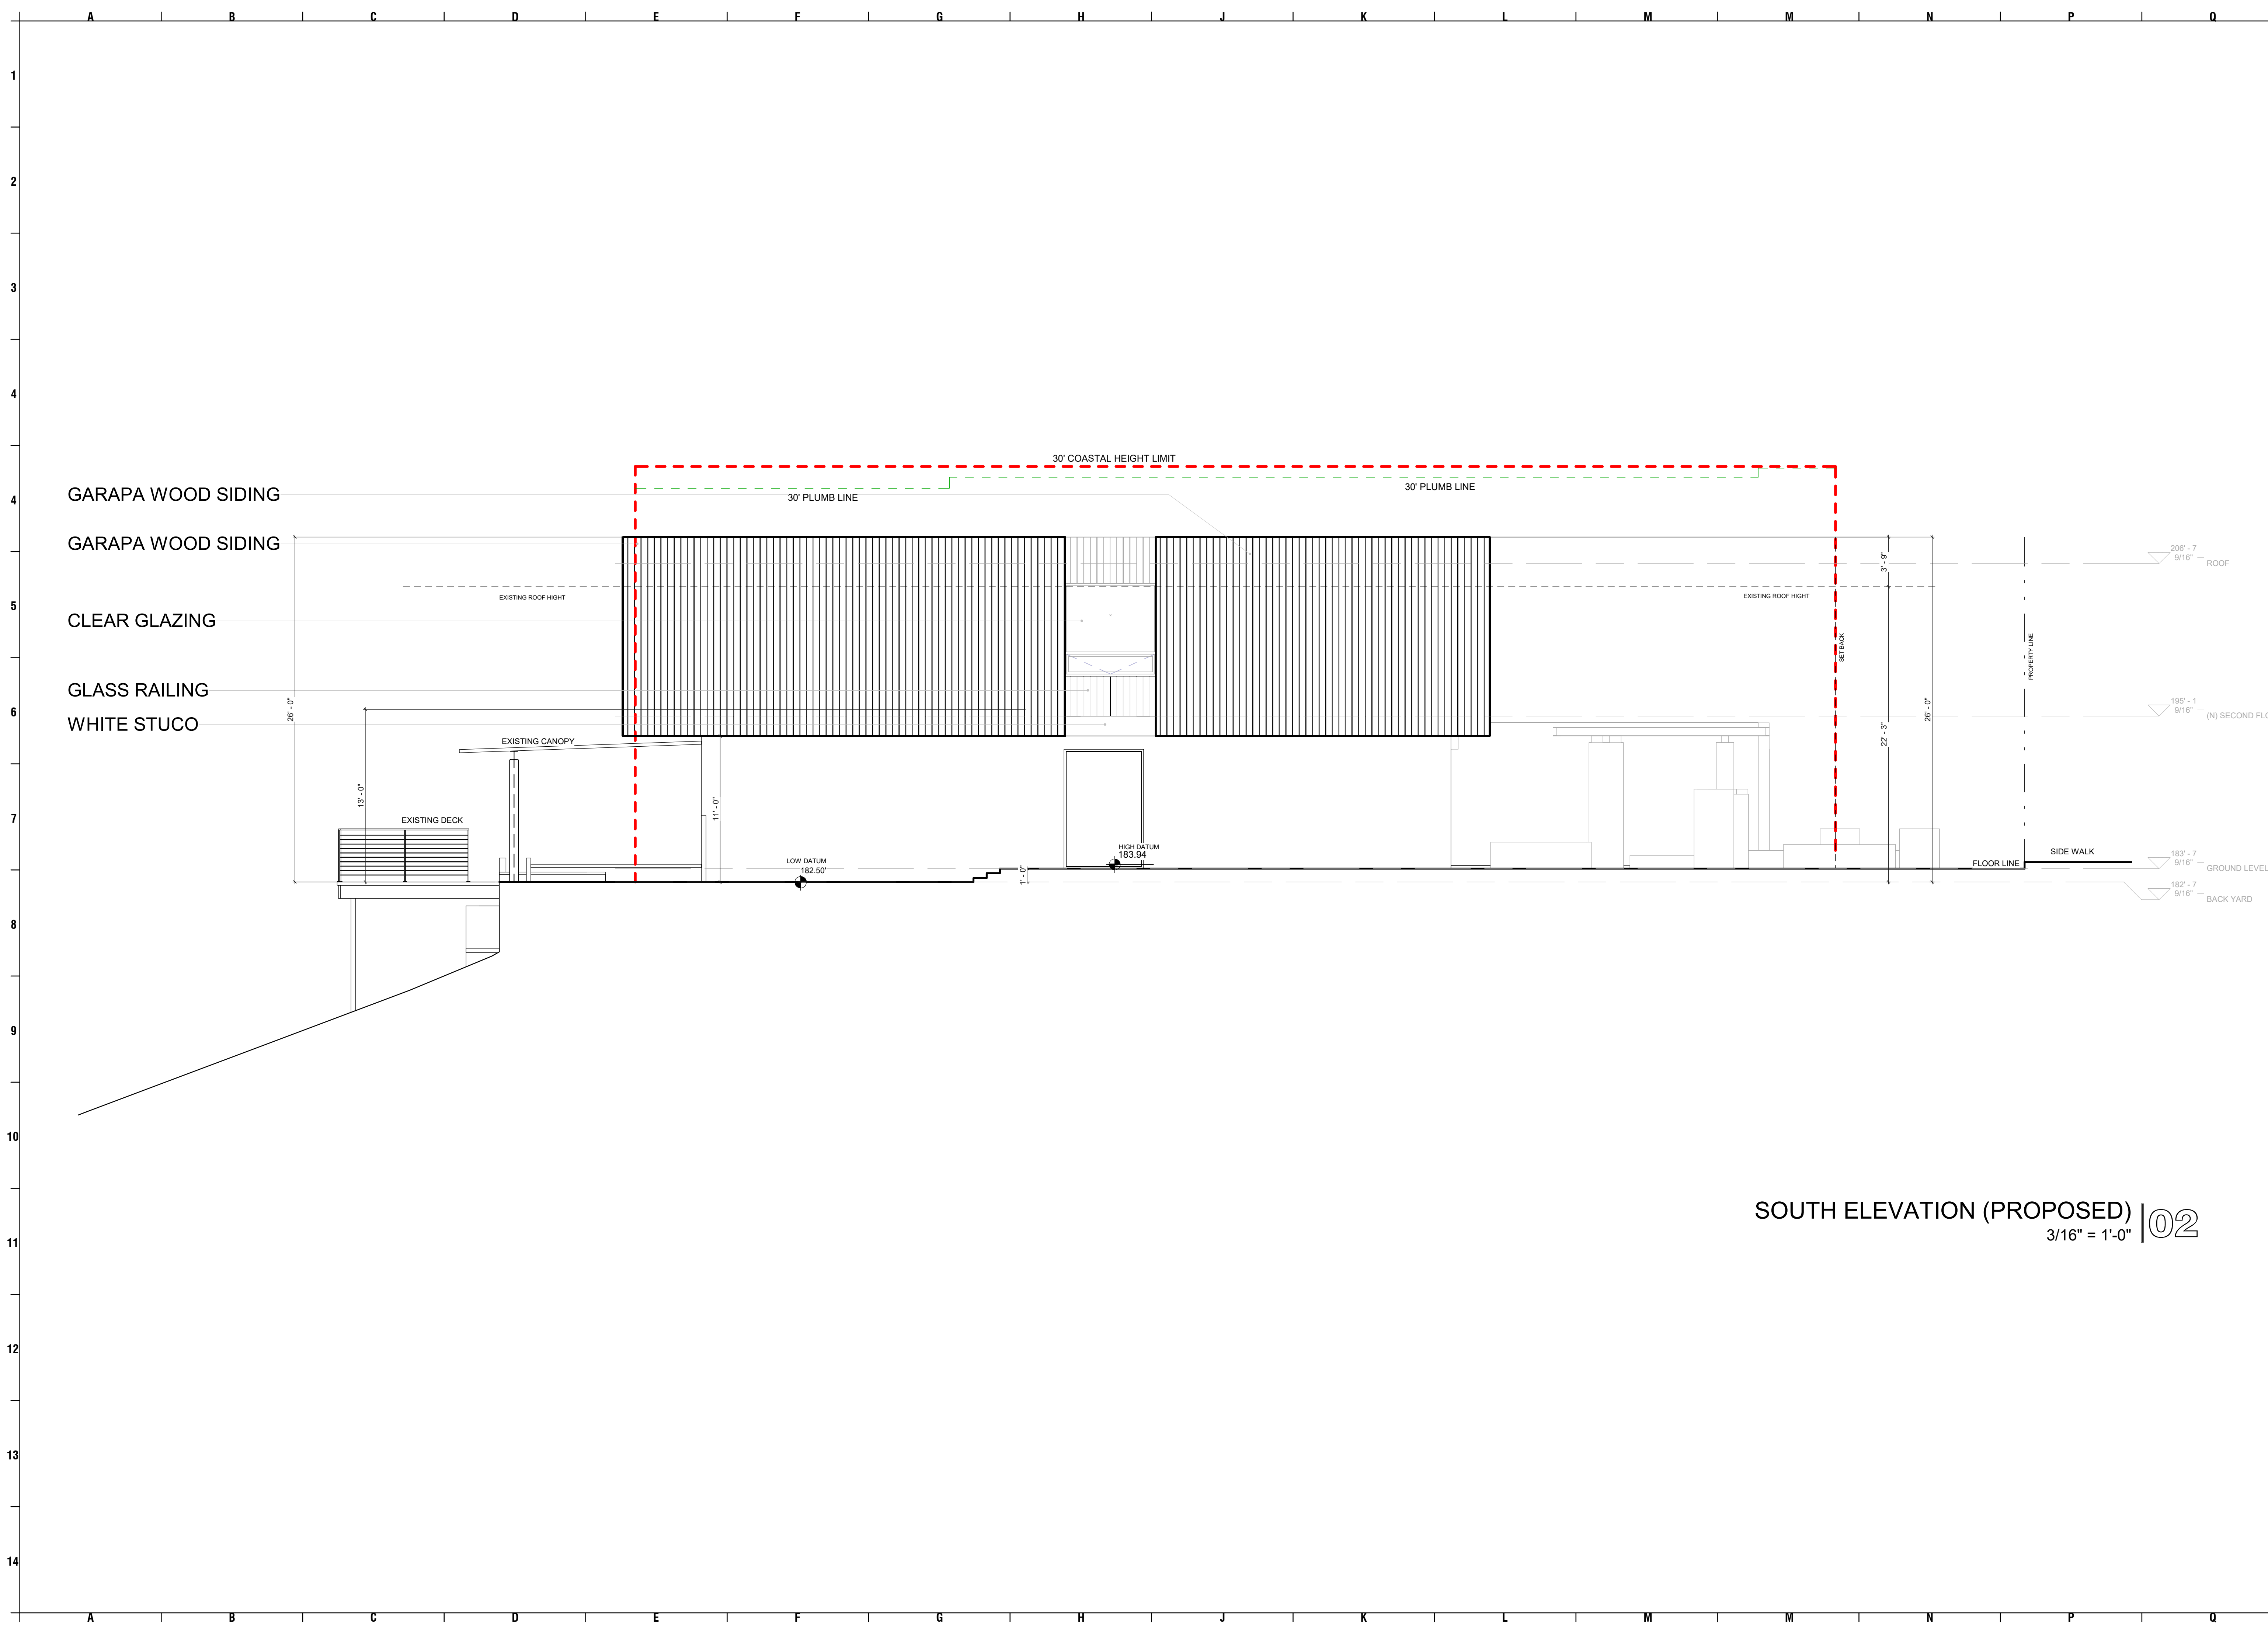 A B C D E F G H J K L M M N P Q
1
2
3
4
4
5
6
7
8
9
10
11
12
13
14
30' COASTAL HEIGHT LIMIT
30' PLUMB LINE
30' PLUMB LINE
GARAPA WOOD SIDING
GARAPA WOOD SIDING
CLEAR GLAZING
GLASS RAILING
WHITE STUCO
EXISTING ROOF HIGHT
EXISTING ROOF HIGHT
26' - 0"
13' - 0"
11' - 0"
1' - 0"
3' - 9"
22' - 3"
26' - 0"
SET BACK
PROPERTY LINE
EXISTING CANOPY
EXISTING DECK
LOW DATUM
182.50'
HIGH DATUM
183.94
FLOOR LINE
SIDE WALK
206' - 7
9/16"
ROOF
195' - 1
9/16"
(N) SECOND FLO
183' - 7
9/16"
GROUND LEVEL
182' - 7
9/16"
BACK YARD
SOUTH ELEVATION (PROPOSED)
3/16" = 1'-0"
02
A B C D E F G H J K L M M N P Q